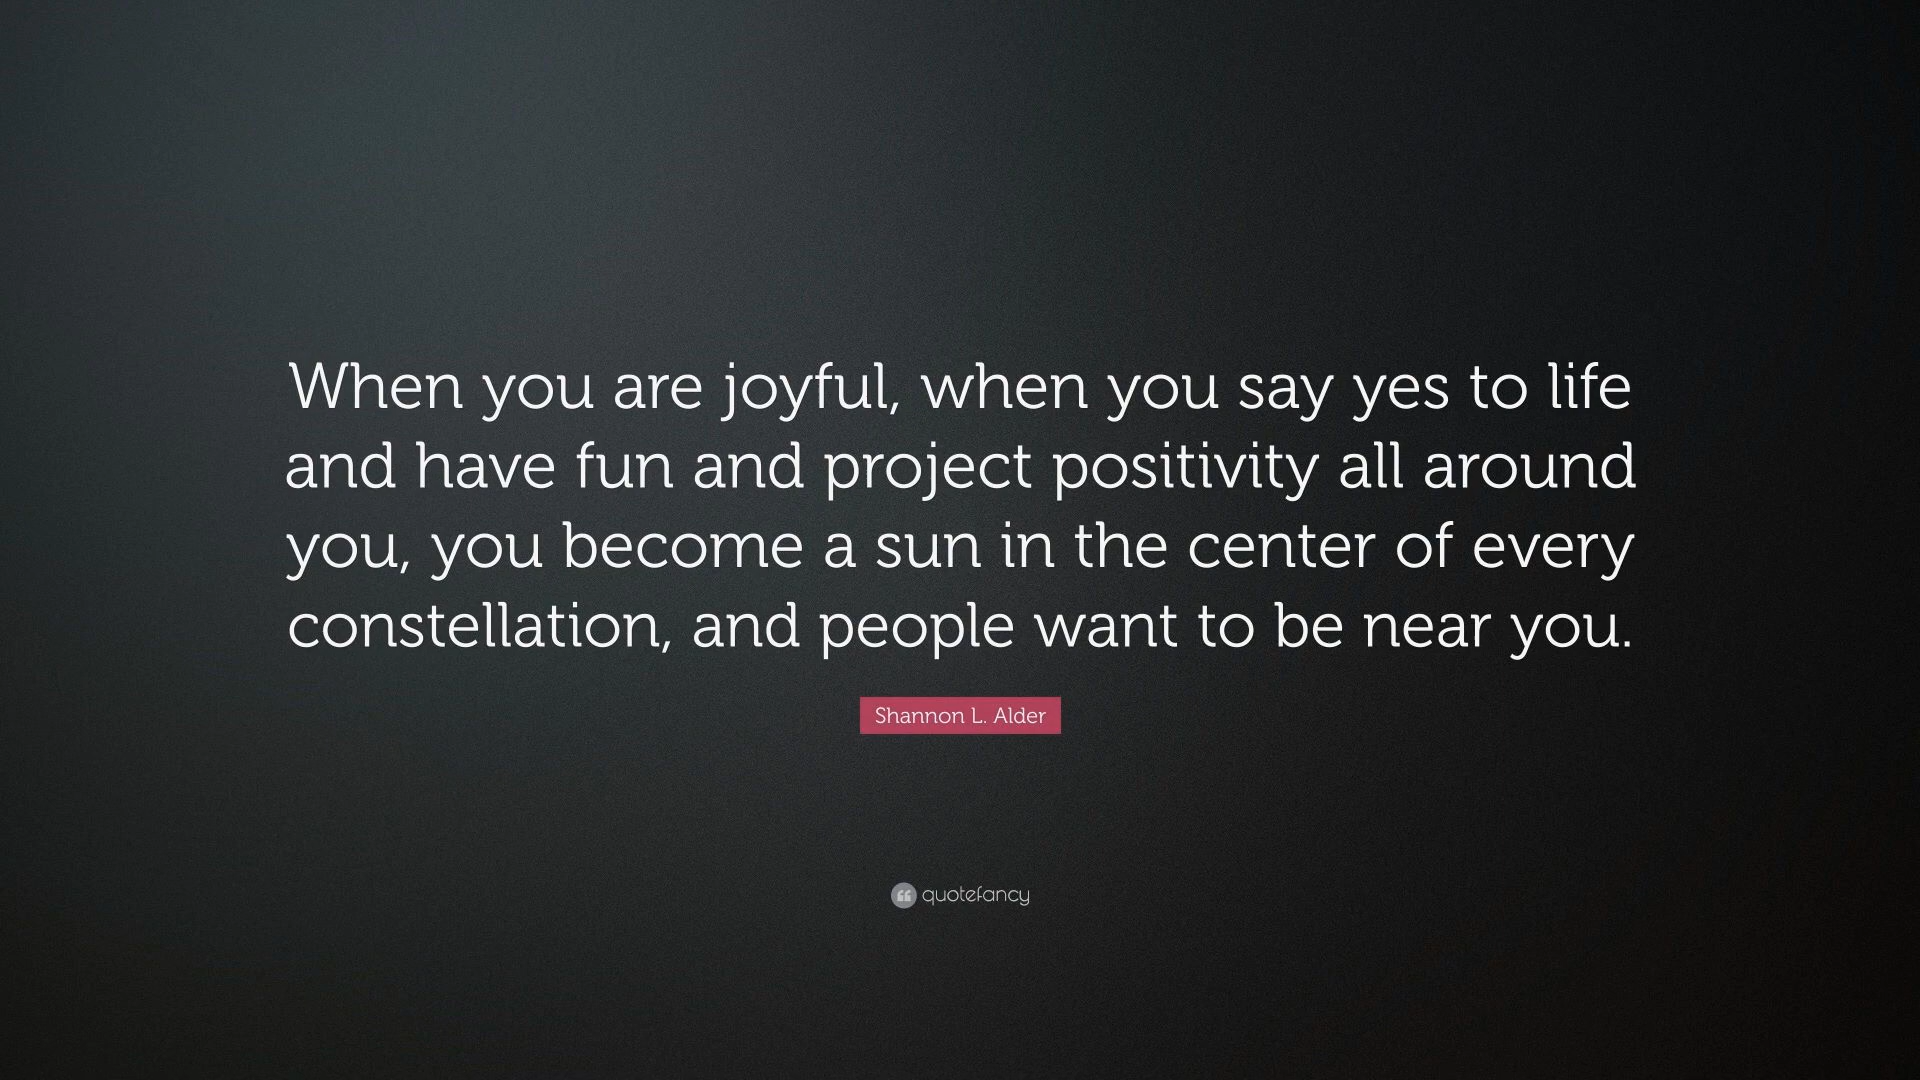 When you are joyful, when you say yes to life
and have fun and project positivity all around
you, you become a sun in the center of every
constellation, and people want to be near you.
Shannon L. Alder
quotefancy